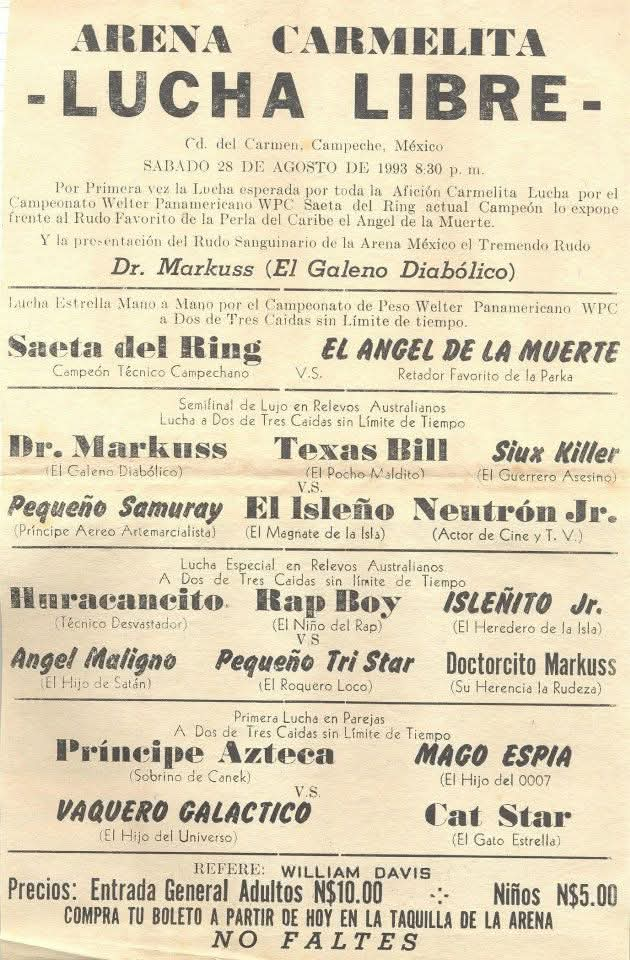 ARENA CARMELITA
-LUCHA LIBRE-
Cd. del Carmen, Campeche, México
SABADO 28 DE AGOSTO DE 1993 8:30 p. m.
Por Primera vez la Lucha esperada por toda la Afición Carmelita Lucha por el
Campeonato Welter Panamericano WPC Saeta del Ring actual Campeón lo expone
frente al Rudo Favorito de la Perla del Caribe el Angel de la Muerte.
Y la presentación del Rudo Sanguinario de la Arena México el Tremendo Rudo
Dr. Markuss (El Galeno Diabólico)
Lucha Estrella Mano a Mano por el Campeonato de Peso Welter Panamericano WPC
a Dos de Tres Caídas sin Límite de tiempo.
Saeta del Ring EL ANGEL DE LA MUERTE
Campeón Técnico Campechano V.S. Retador Favorito de la Parka
Semifinal de Lujo en Relevos Australianos
Lucha a Dos de Tres Caidas sin Límite de Tiempo
Dr. Markuss Texas Bill Siux Killer
(El Galeno Diabólico) (El Pocho Maldito) (El Guerrero Asesino)
V.S.
Pequeño Samuray El Isleño Neutrón Jr.
(Príncipe Aereo Artemarcialista) (El Magnate de la Isla) (Actor de Cine y T. V.)
Lucha Especial en Relevos Australianos
A Dos de Tres Caidas sin límite de Tiempo
Huracancito Rap Boy ISLEÑITO Jr.
(Técnico Desvastador) (El Niño del Rap) (El Heredero de la Isla)
V S
Angel Maligno Pequeño Tri Star Doctorcito Markuss
(El Hijo de Satán) (El Roquero Loco) (Su Herencia la Rudeza)
Primera Lucha en Parejas
A Dos de Tres Caidas sin Límite de Tiempo
Príncipe Azteca MAGO ESPIA
(Sobrino de Canek) (El Hijo del 0007)
V.S.
VAQUERO GALACTICO Cat Star
(El Hijo del Universo) (El Gato Estrella)
REFERE: WILLIAM DAVIS
Precios: Entrada General Adultos N$10.00 -:- Niños N$5.00
COMPRA TU BOLETO A PARTIR DE HOY EN LA TAQUILLA DE LA ARENA
NO FALTES